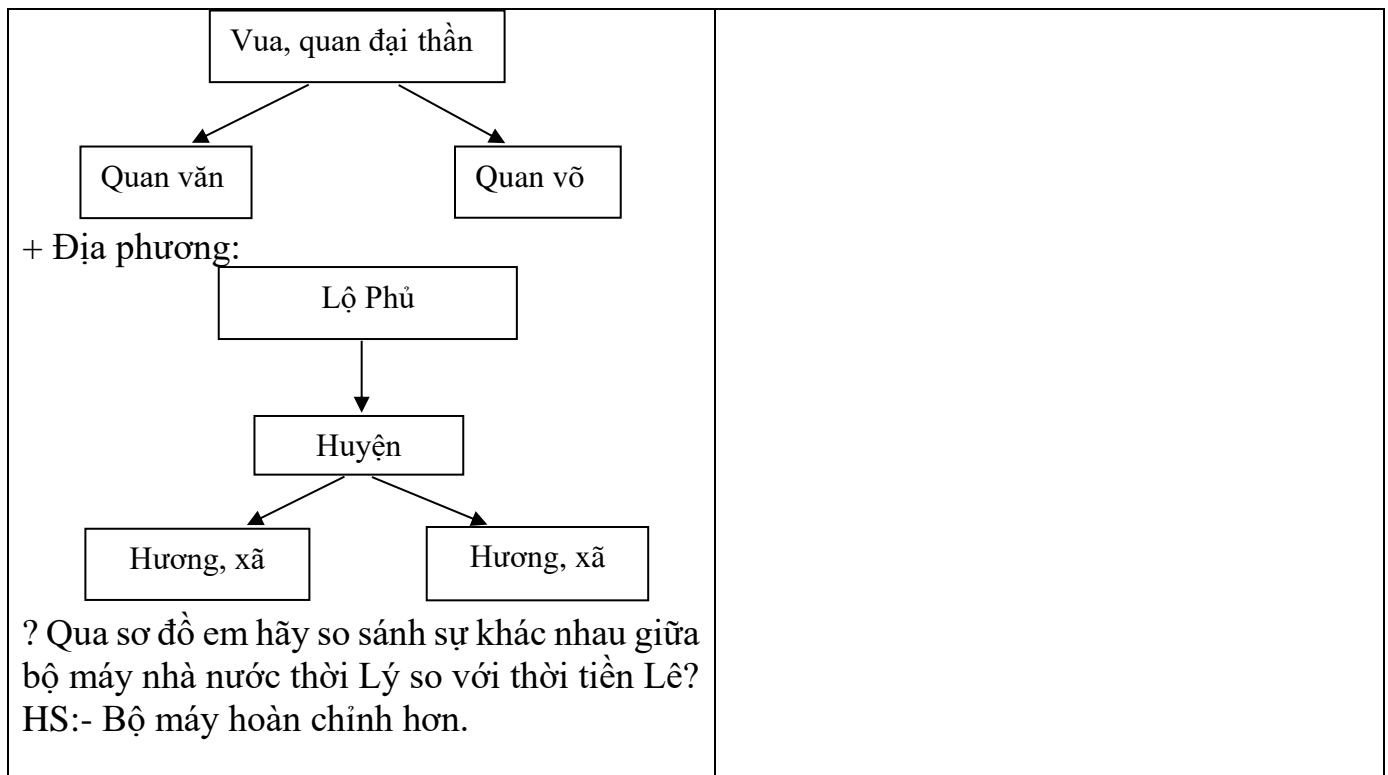 Vua, quan đại thần
Quan văn
Quan võ
+ Địa phương:
Lộ Phủ
Huyện
Hương, xã
Hương, xã
? Qua sơ đồ em hãy so sánh sự khác nhau giữa
bộ máy nhà nước thời Lý so với thời tiền Lê?
HS:- Bộ máy hoàn chỉnh hơn.